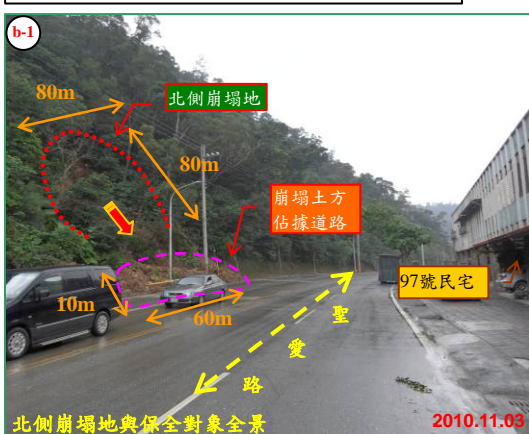 b-1
80m
北側崩塌地
80m
崩塌土方
佔據道路
97號民宅
10m
60m
聖
愛
路
北側崩塌地與保全對象全景
2010.11.03